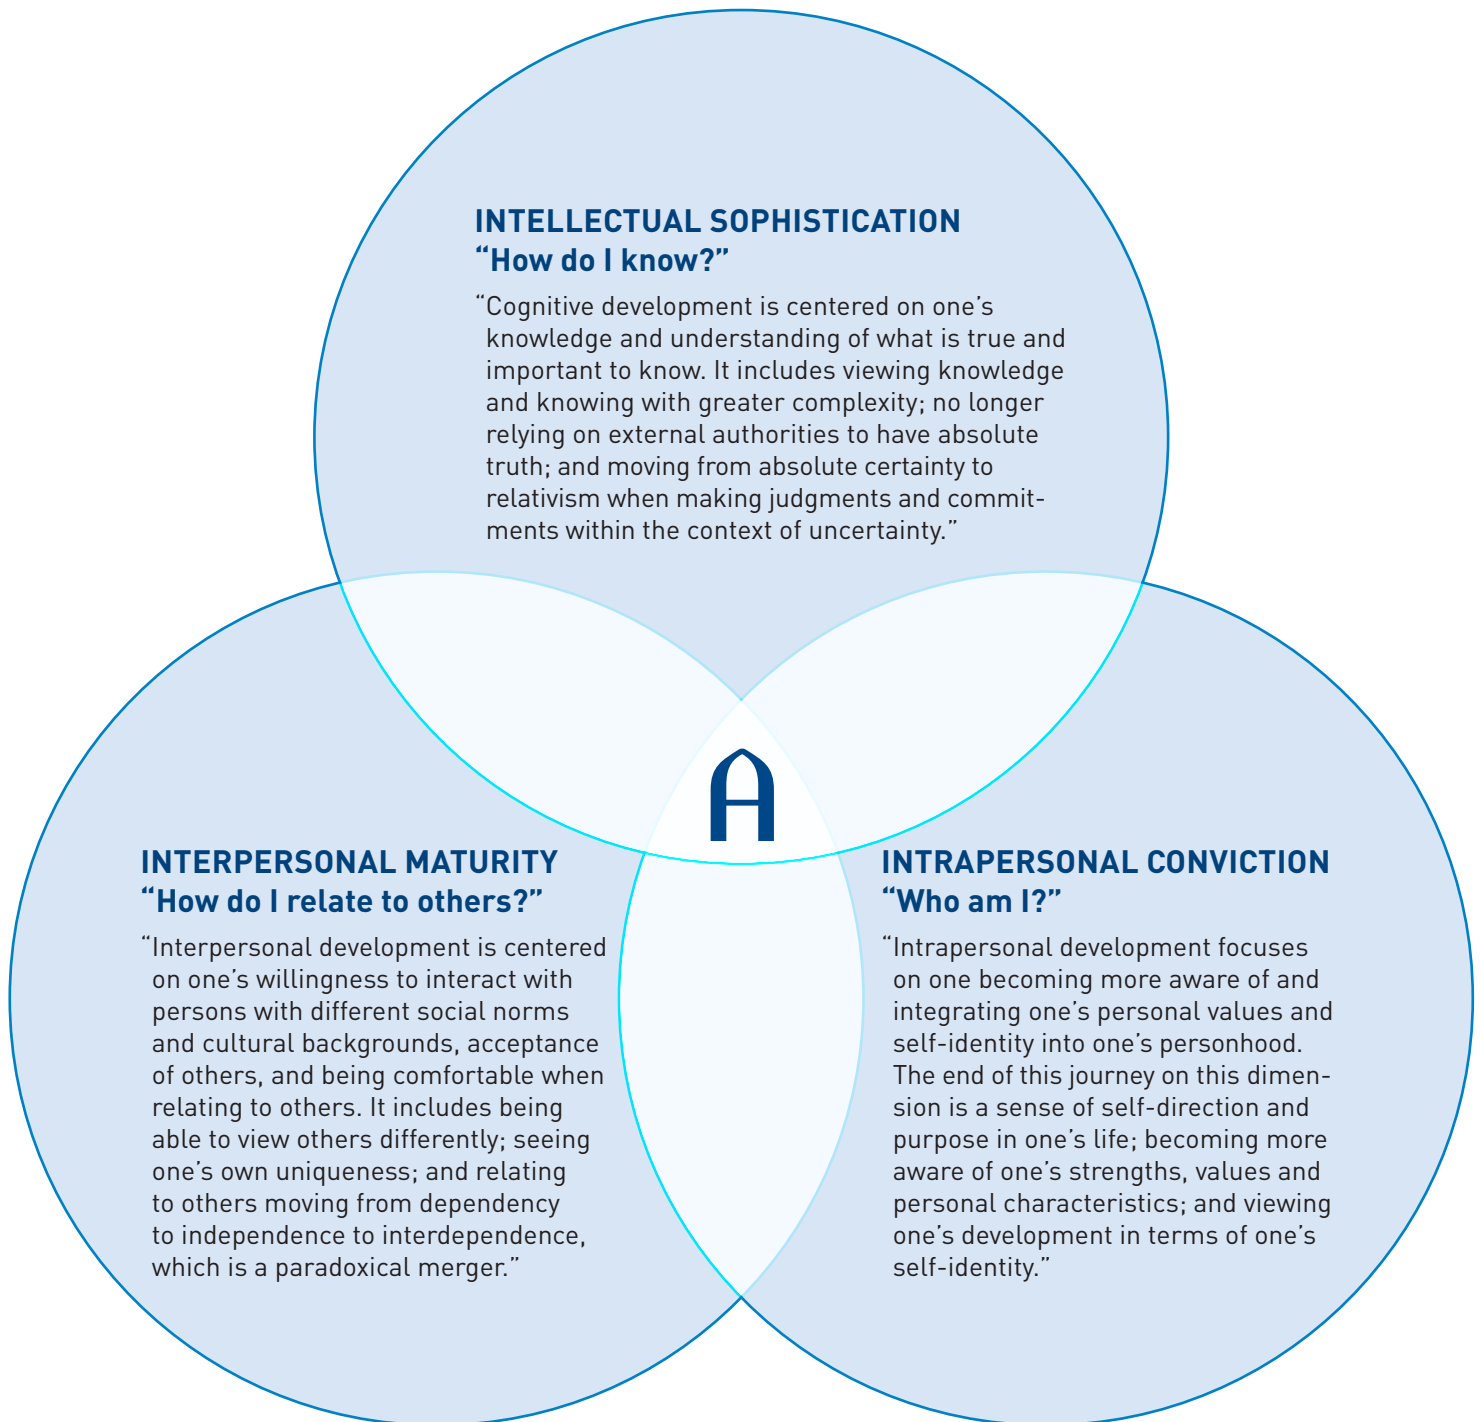 INTELLECTUAL SOPHISTICATION
“How do I know?”
“Cognitive development is centered on one’s
knowledge and understanding of what is true and
important to know. It includes viewing knowledge
and knowing with greater complexity; no longer
relying on external authorities to have absolute
truth; and moving from absolute certainty to
relativism when making judgments and commit-
ments within the context of uncertainty.”
A
INTERPERSONAL MATURITY
“How do I relate to others?”
“Interpersonal development is centered
on one’s willingness to interact with
persons with different social norms
and cultural backgrounds, acceptance
of others, and being comfortable when
relating to others. It includes being
able to view others differently; seeing
one’s own uniqueness; and relating
to others moving from dependency
to independence to interdependence,
which is a paradoxical merger.”
INTRAPERSONAL CONVICTION
“Who am I?”
“Intrapersonal development focuses
on one becoming more aware of and
integrating one’s personal values and
self-identity into one’s personhood.
The end of this journey on this dimen-
sion is a sense of self-direction and
purpose in one’s life; becoming more
aware of one’s strengths, values and
personal characteristics; and viewing
one’s development in terms of one’s
self-identity.”